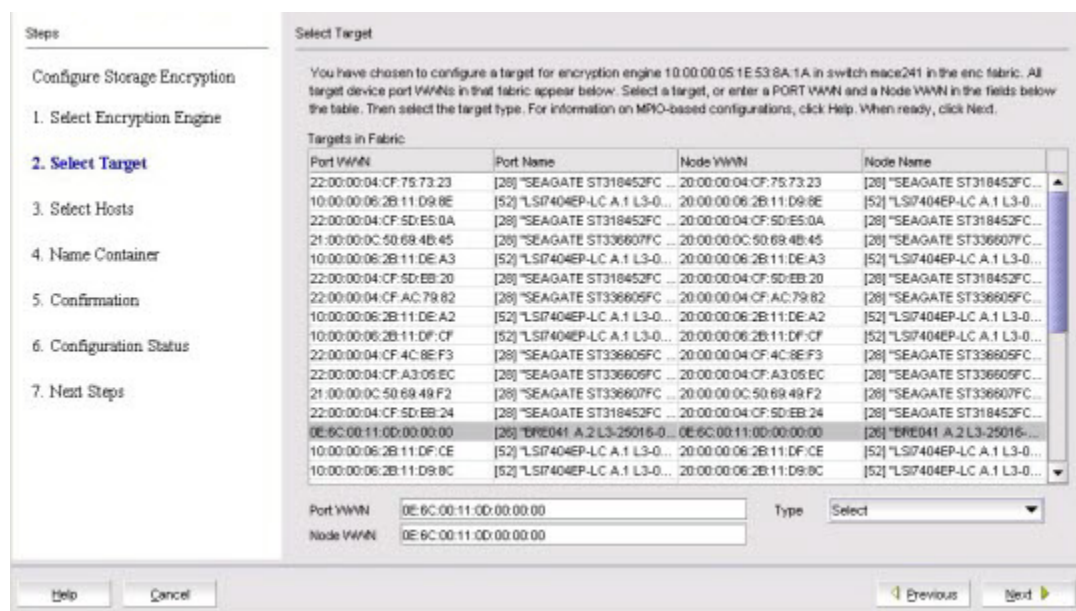 Steps
Configure Storage Encryption
1. Select Encryption Engine
2. Select Target
3. Select Hosts
4. Name Container
5. Confirmation
6. Configuration Status
7. Next Steps
Select Target
You have chosen to configure a target for encryption engine 10:00:00:05:1E:53:8A:1A in switch mace241 in the enc fabric. All
target device port WWNs in that fabric appear below. Select a target, or enter a PORT WWN and a Node WWN in the fields below
the table. Then select the target type. For information on MPIO-based configurations, click Help. When ready, click Next.
Targets in Fabric
Port WWN Port Name Node WWN Node Name
22:00:00:04:CF:75:73:23 [28] "SEAGATE ST318452FC ... 20:00:00:04:CF:75:73:23 [28] "SEAGATE ST318452FC...
10:00:00:06:2B:11:D9:8E [52] "LSI7404EP-LC A.1 L3-0... 20:00:00:06:2B:11:D9:8E [52] "LSI7404EP-LC A.1 L3-0...
22:00:00:04:CF:5D:E5:0A [28] "SEAGATE ST318452FC ... 20:00:00:04:CF:5D:E5:0A [28] "SEAGATE ST318452FC...
21:00:00:0C:50:69:4B:45 [28] "SEAGATE ST336607FC ... 20:00:00:0C:50:69:4B:45 [28] "SEAGATE ST336607FC...
10:00:00:06:2B:11:DE:A3 [52] "LSI7404EP-LC A.1 L3-0... 20:00:00:06:2B:11:DE:A3 [52] "LSI7404EP-LC A.1 L3-0...
22:00:00:04:CF:5D:EB:20 [28] "SEAGATE ST318452FC ... 20:00:00:04:CF:5D:EB:20 [28] "SEAGATE ST318452FC...
22:00:00:04:CF:AC:79:82 [28] "SEAGATE ST336605FC ... 20:00:00:04:CF:AC:79:82 [28] "SEAGATE ST336605FC...
10:00:00:06:2B:11:DE:A2 [52] "LSI7404EP-LC A.1 L3-0... 20:00:00:06:2B:11:DE:A2 [52] "LSI7404EP-LC A.1 L3-0...
10:00:00:06:2B:11:DF:CF [52] "LSI7404EP-LC A.1 L3-0... 20:00:00:06:2B:11:DF:CF [52] "LSI7404EP-LC A.1 L3-0...
22:00:00:04:CF:4C:8E:F3 [28] "SEAGATE ST336605FC ... 20:00:00:04:CF:4C:8E:F3 [28] "SEAGATE ST336605FC...
22:00:00:04:CF:A3:05:EC [28] "SEAGATE ST336605FC ... 20:00:00:04:CF:A3:05:EC [28] "SEAGATE ST336605FC...
21:00:00:0C:50:69:49:F2 [28] "SEAGATE ST336607FC ... 20:00:00:0C:50:69:49:F2 [28] "SEAGATE ST336607FC...
22:00:00:04:CF:5D:EB:24 [28] "SEAGATE ST318452FC ... 20:00:00:04:CF:5D:EB:24 [28] "SEAGATE ST318452FC...
0E:6C:00:11:0D:00:00:00 [26] "BRE041 A.2 L3-25016-0... 0E:6C:00:11:0D:00:00:00 [26] "BRE041 A.2 L3-25016-...
10:00:00:06:2B:11:DF:CE [52] "LSI7404EP-LC A.1 L3-0... 20:00:00:06:2B:11:DF:CE [52] "LSI7404EP-LC A.1 L3-0...
10:00:00:06:2B:11:D9:8C [52] "LSI7404EP-LC A.1 L3-0... 20:00:00:06:2B:11:D9:8C [52] "LSI7404EP-LC A.1 L3-0...
Port WWN 0E:6C:00:11:0D:00:00:00 Type Select
Node WWN 0E:6C:00:11:0D:00:00:00
Help Cancel Previous Next